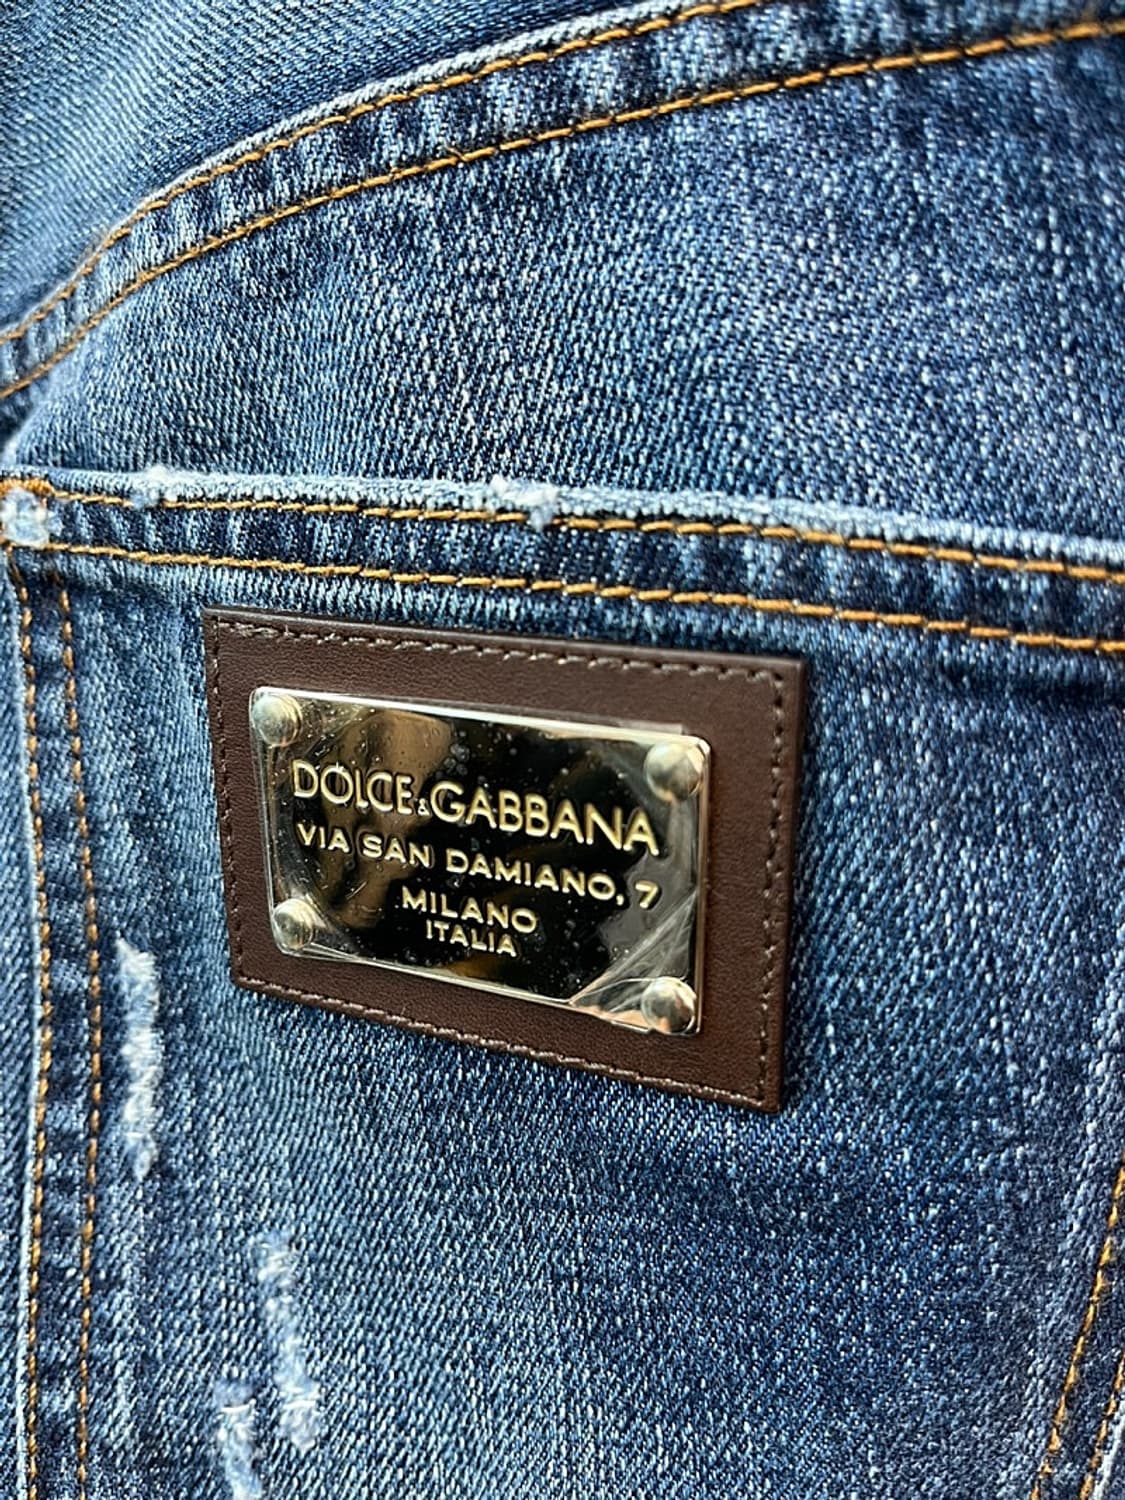 DOLCE&GABBANA
VIA SAN DAMIANO, 7
MILANO
ITALIA